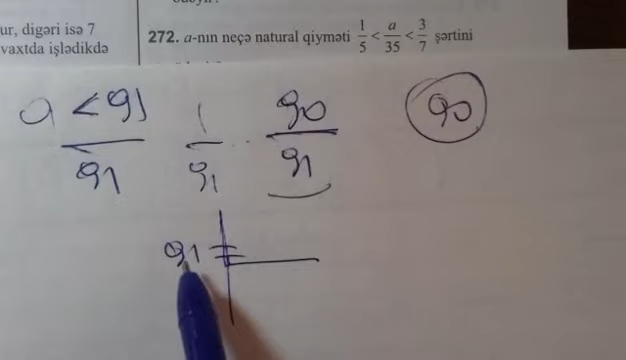 ur, digəri isə 7
vaxtda işlədikdə
272. a-nın neçə natural qiyməti 1/5 < a/35 < 3/7 şərtini
a < 91
91
1/91 .. 90/91
90
91